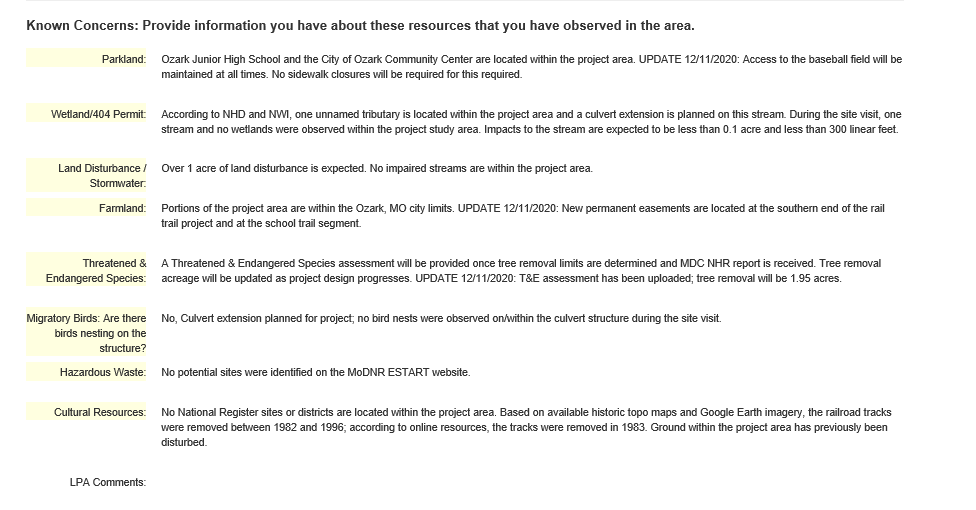 Known Concerns: Provide information you have about these resources that you have observed in the area.
Parkland: Ozark Junior High School and the City of Ozark Community Center are located within the project area. UPDATE 12/11/2020: Access to the baseball field will be
maintained at all times. No sidewalk closures will be required for this required.
Wetland/404 Permit: According to NHD and NWI, one unnamed tributary is located within the project area and a culvert extension is planned on this stream. During the site visit, one
stream and no wetlands were observed within the project study area. Impacts to the stream are expected to be less than 0.1 acre and less than 300 linear feet.
Land Disturbance / Over 1 acre of land disturbance is expected. No impaired streams are within the project area.
Stormwater:
Farmland: Portions of the project area are within the Ozark, MO city limits. UPDATE 12/11/2020: New permanent easements are located at the southern end of the rail
trail project and at the school trail segment.
Threatened & A Threatened & Endangered Species assessment will be provided once tree removal limits are determined and MDC NHR report is received. Tree removal
Endangered Species: acreage will be updated as project design progresses. UPDATE 12/11/2020: T&E assessment has been uploaded; tree removal will be 1.95 acres.
Migratory Birds: Are there No, Culvert extension planned for project; no bird nests were observed on/within the culvert structure during the site visit.
birds nesting on the
structure?
Hazardous Waste: No potential sites were identified on the MoDNR ESTART website.
Cultural Resources: No National Register sites or districts are located within the project area. Based on available historic topo maps and Google Earth imagery, the railroad tracks
were removed between 1982 and 1996; according to online resources, the tracks were removed in 1983. Ground within the project area has previously been
disturbed.
LPA Comments: